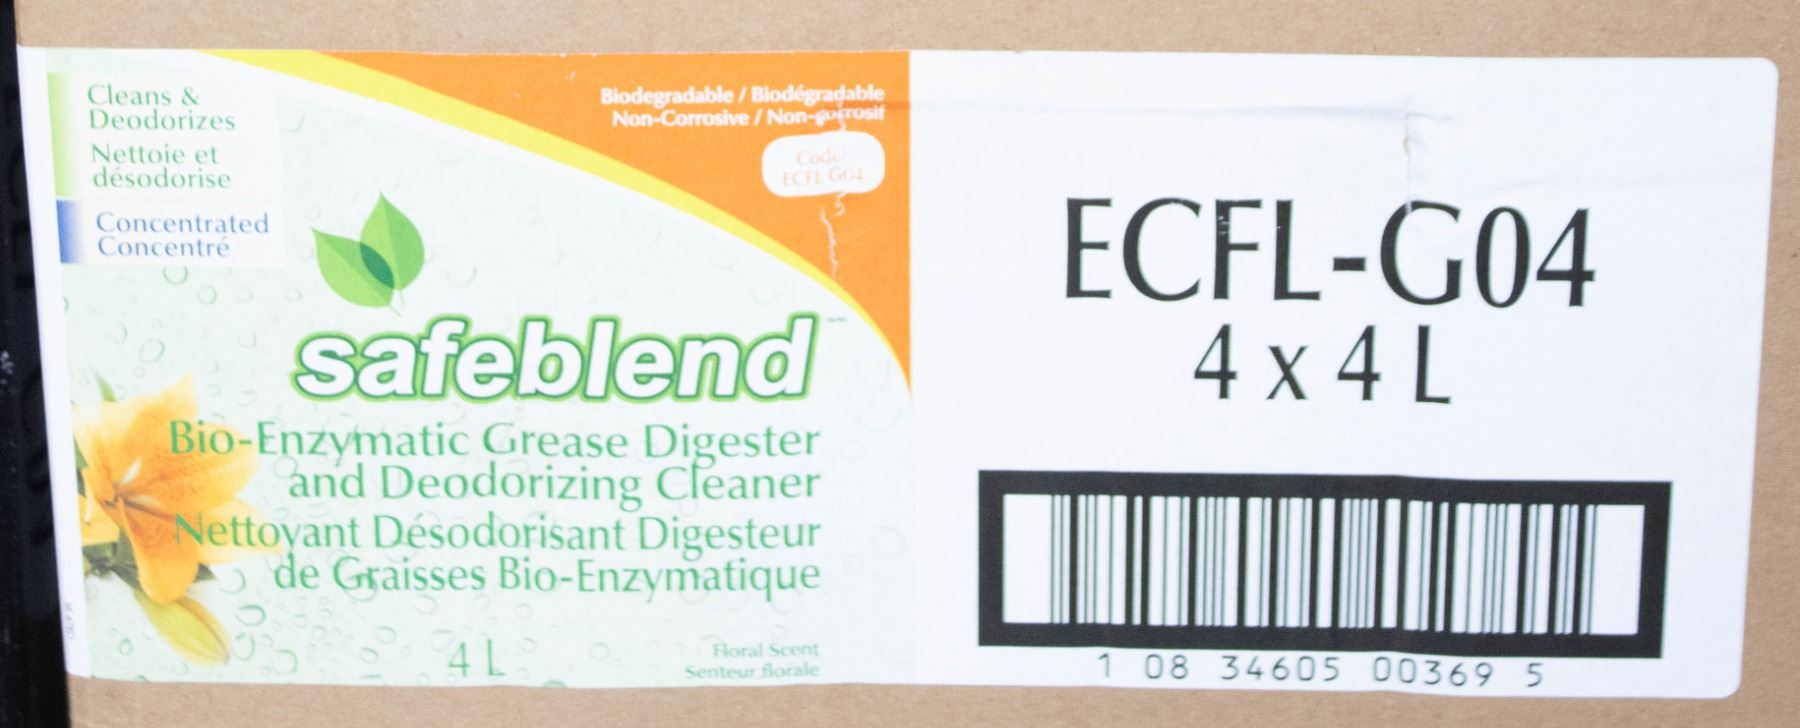 Cleans &
Deodorizes
Nettoie et
désodorise
Concentrated
Concentré
Biodegradable / Biodégradable
Non-Corrosive / Non-corrosif
Code:
ECFL G04
safeblend
Bio-Enzymatic Grease Digester
and Deodorizing Cleaner
Nettoyant Désodorisant Digesteur
de Graisses Bio-Enzymatique
4 L
Floral Scent
Senteur florale
ECFL-G04
4 x 4 L
1 08 34605 00369 5